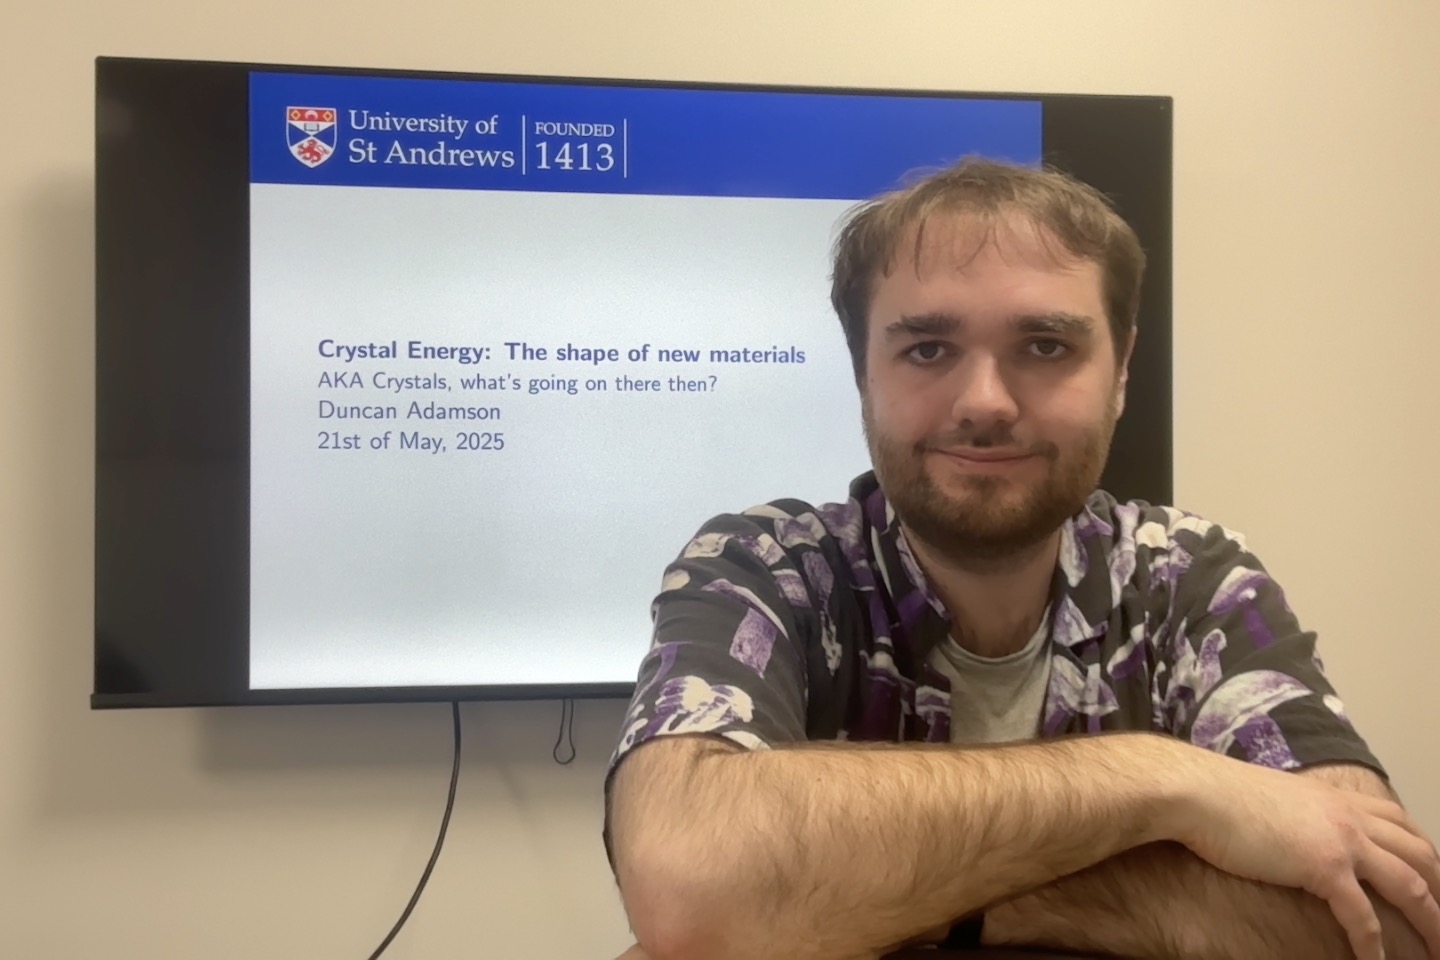 University of
St Andrews
FOUNDED
1413
Crystal Energy: The shape of new materials
AKA Crystals, what's going on there then?
Duncan Adamson
21st of May, 2025